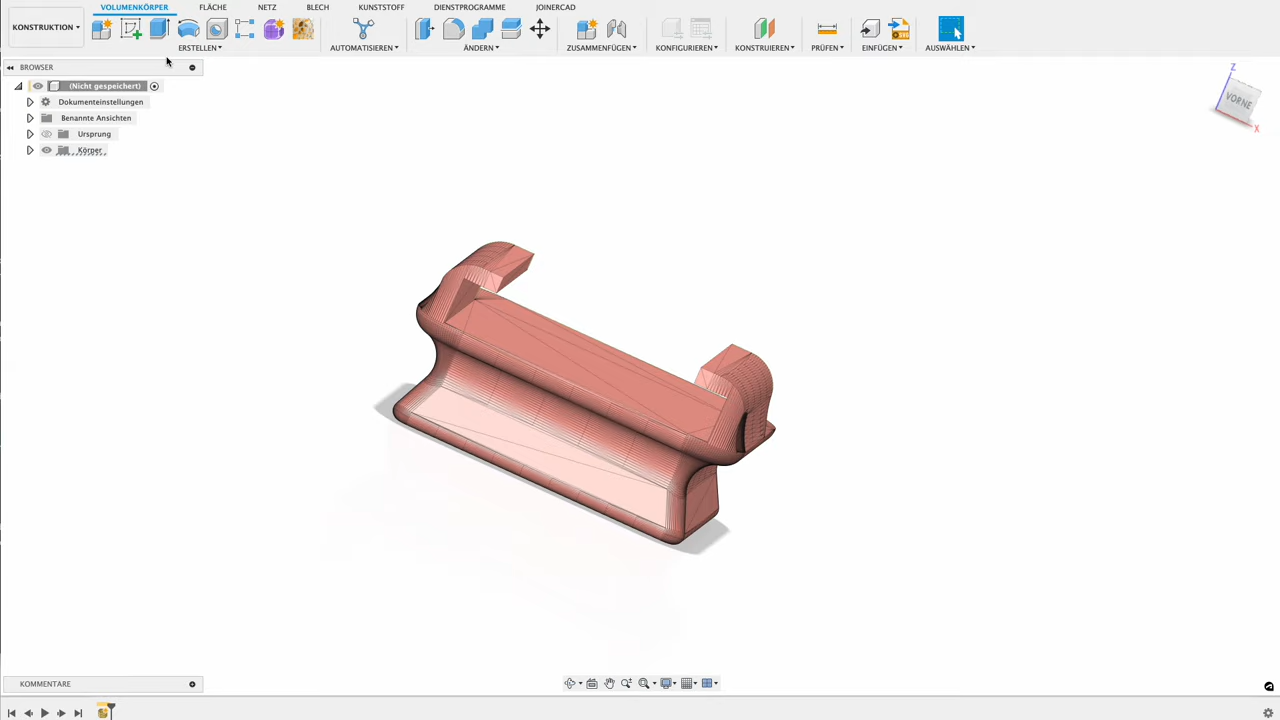 VOLUMENKÖRPER FLÄCHE NETZ BLECH KUNSTSTOFF DIENSTPROGRAMME JOINERCAD
KONSTRUKTION
ERSTELLEN AUTOMATISIEREN ÄNDERN ZUSAMMENFÜGEN KONFIGURIEREN KONSTRUIEREN PRÜFEN EINFÜGEN AUSWÄHLEN
BROWSER
(Nicht gespeichert)
Dokumenteinstellungen
Benannte Ansichten
Ursprung
Körper
Z
VORNE
X
KOMMENTARE